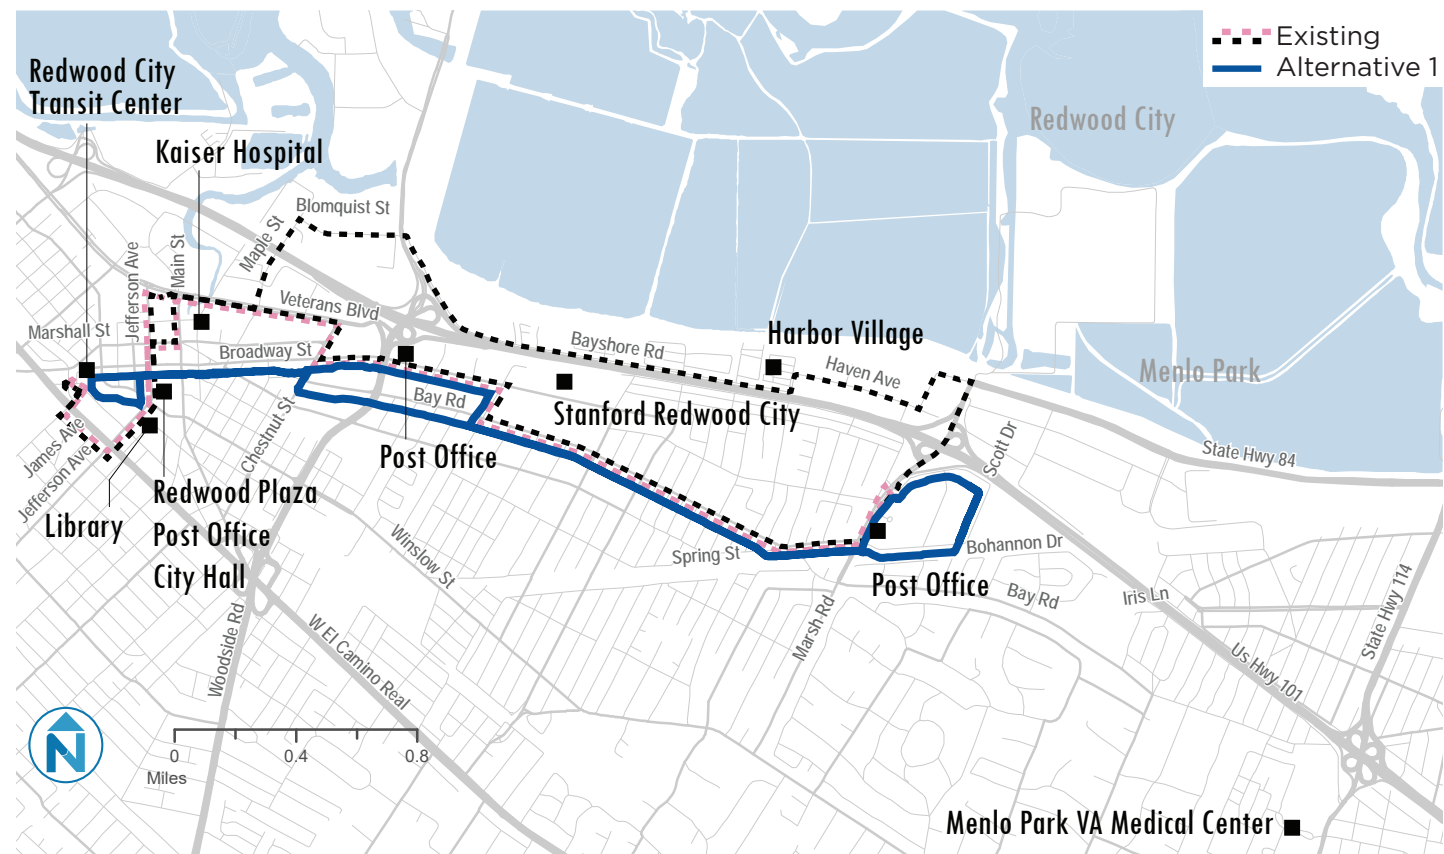 Existing
Alternative 1
Redwood City
Transit Center
Kaiser Hospital
Redwood City
Blomquist St
Maple St
Main St
Jefferson Ave
Veterans Blvd
Marshall St
Broadway St
Bayshore Rd
Harbor Village
Haven Ave
Menlo Park
Bay Rd
Stanford Redwood City
Chestnut St
James Ave
Jefferson Ave
Post Office
Scott Dr
State Hwy 84
Library
Redwood Plaza
Post Office
City Hall
Winslow St
Spring St
Bohannon Dr
Post Office
Bay Rd
Iris Ln
Marsh Rd
State Hwy 114
Woodside Rd
W El Camino Real
Us Hwy 101
N
0 0.4 0.8
Miles
Menlo Park VA Medical Center